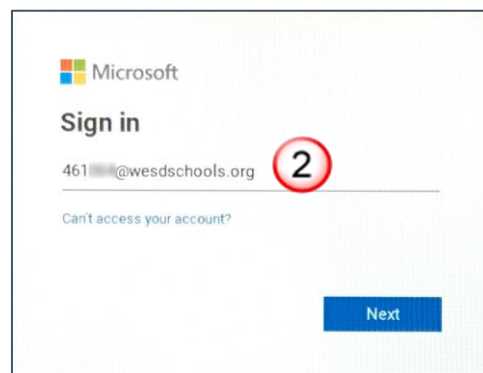 Microsoft
Sign in
461 @wesdschools.org 2
Can't access your account?
Next